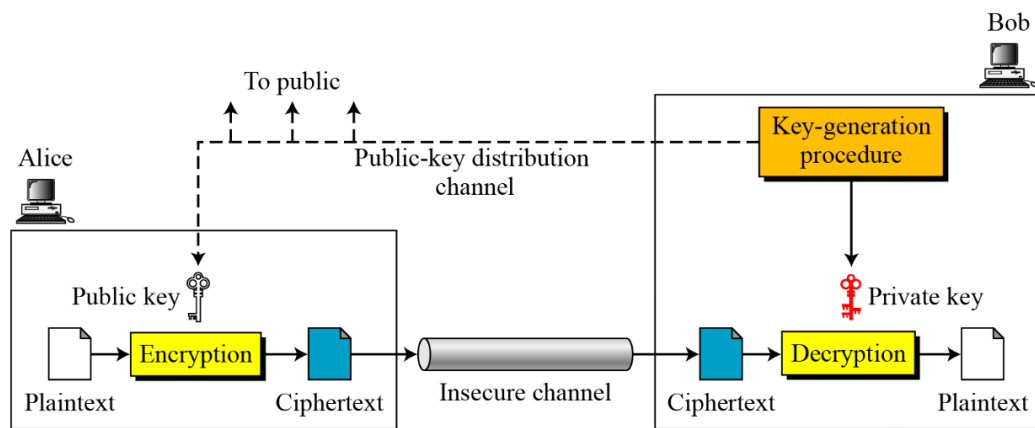 Bob
To public
Key-generation
procedure
Alice
Public-key distribution
channel
Public key
Private key
Encryption
Decryption
Insecure channel
Plaintext
Ciphertext
Ciphertext
Plaintext